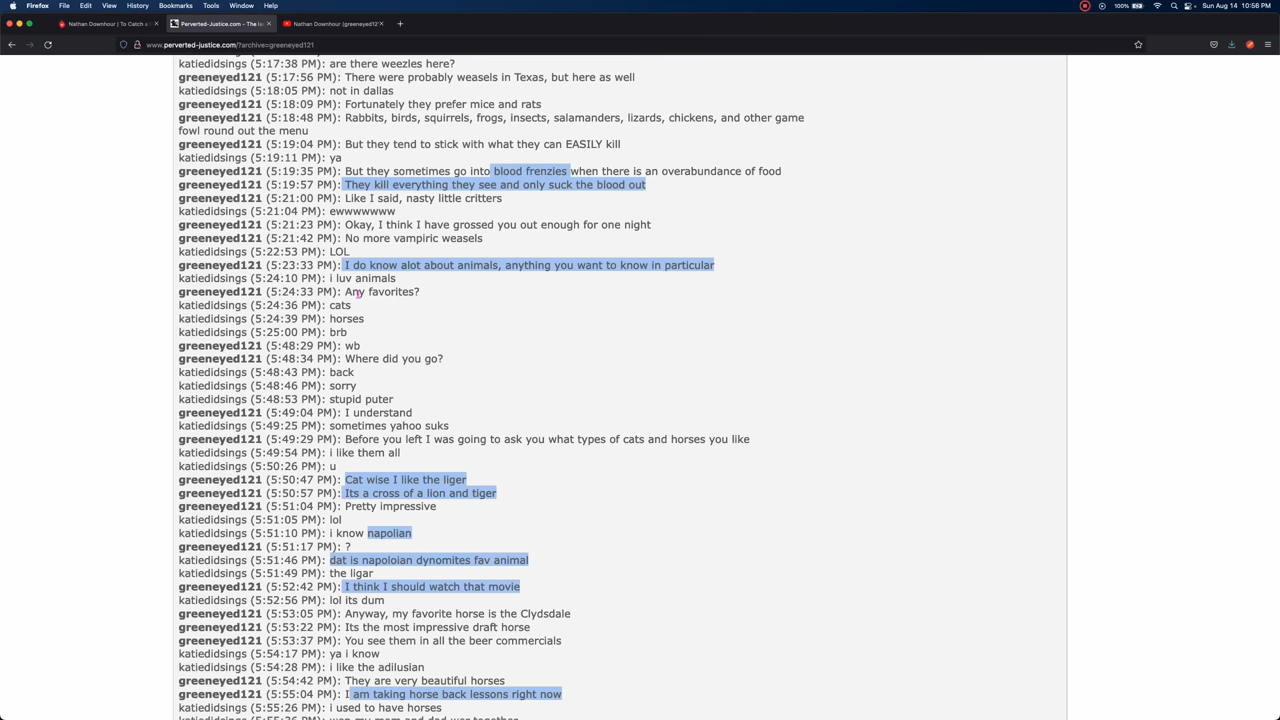 Firefox File Edit View History Bookmarks Tools Window Help 100% Sun Aug 14 10:56 PM
Nathan Downhour | To Catch a Perverted-Justice.com - The le Nathan Downhour (greeneyed12
www.perverted-justice.com/?archive=greeneyed121
katiedidsings (5:17:38 PM): are there weezles here?
greeneyed121 (5:17:56 PM): There were probably weasels in Texas, but here as well
katiedidsings (5:18:05 PM): not in dallas
greeneyed121 (5:18:09 PM): Fortunately they prefer mice and rats
greeneyed121 (5:18:48 PM): Rabbits, birds, squirrels, frogs, insects, salamanders, lizards, chickens, and other game
fowl round out the menu
greeneyed121 (5:19:04 PM): But they tend to stick with what they can EASILY kill
katiedidsings (5:19:11 PM): ya
greeneyed121 (5:19:35 PM): But they sometimes go into blood frenzies when there is an overabundance of food
greeneyed121 (5:19:57 PM): They kill everything they see and only suck the blood out
greeneyed121 (5:21:00 PM): Like I said, nasty little critters
katiedidsings (5:21:04 PM): ewwwwwww
greeneyed121 (5:21:23 PM): Okay, I think I have grossed you out enough for one night
greeneyed121 (5:21:42 PM): No more vampiric weasels
katiedidsings (5:22:53 PM): LOL
greeneyed121 (5:23:33 PM): I do know alot about animals, anything you want to know in particular
katiedidsings (5:24:10 PM): i luv animals
greeneyed121 (5:24:33 PM): Any favorites?
katiedidsings (5:24:36 PM): cats
katiedidsings (5:24:39 PM): horses
katiedidsings (5:25:00 PM): brb
greeneyed121 (5:48:29 PM): wb
greeneyed121 (5:48:34 PM): Where did you go?
katiedidsings (5:48:43 PM): back
katiedidsings (5:48:46 PM): sorry
katiedidsings (5:48:53 PM): stupid puter
greeneyed121 (5:49:04 PM): I understand
katiedidsings (5:49:25 PM): sometimes yahoo suks
greeneyed121 (5:49:29 PM): Before you left I was going to ask you what types of cats and horses you like
katiedidsings (5:49:54 PM): i like them all
katiedidsings (5:50:26 PM): u
greeneyed121 (5:50:47 PM): Cat wise I like the liger
greeneyed121 (5:50:57 PM): Its a cross of a lion and tiger
greeneyed121 (5:51:04 PM): Pretty impressive
katiedidsings (5:51:05 PM): lol
katiedidsings (5:51:10 PM): i know napolian
greeneyed121 (5:51:17 PM): ?
katiedidsings (5:51:46 PM): dat is napoloian dynomites fav animal
katiedidsings (5:51:49 PM): the ligar
greeneyed121 (5:52:42 PM): I think I should watch that movie
katiedidsings (5:52:56 PM): lol its dum
greeneyed121 (5:53:05 PM): Anyway, my favorite horse is the Clydsdale
greeneyed121 (5:53:22 PM): Its the most impressive draft horse
greeneyed121 (5:53:37 PM): You see them in all the beer commercials
katiedidsings (5:54:17 PM): ya i know
katiedidsings (5:54:28 PM): i like the adilusian
greeneyed121 (5:54:42 PM): They are very beautiful horses
greeneyed121 (5:55:04 PM): I am taking horse back lessons right now
katiedidsings (5:55:26 PM): i used to have horses